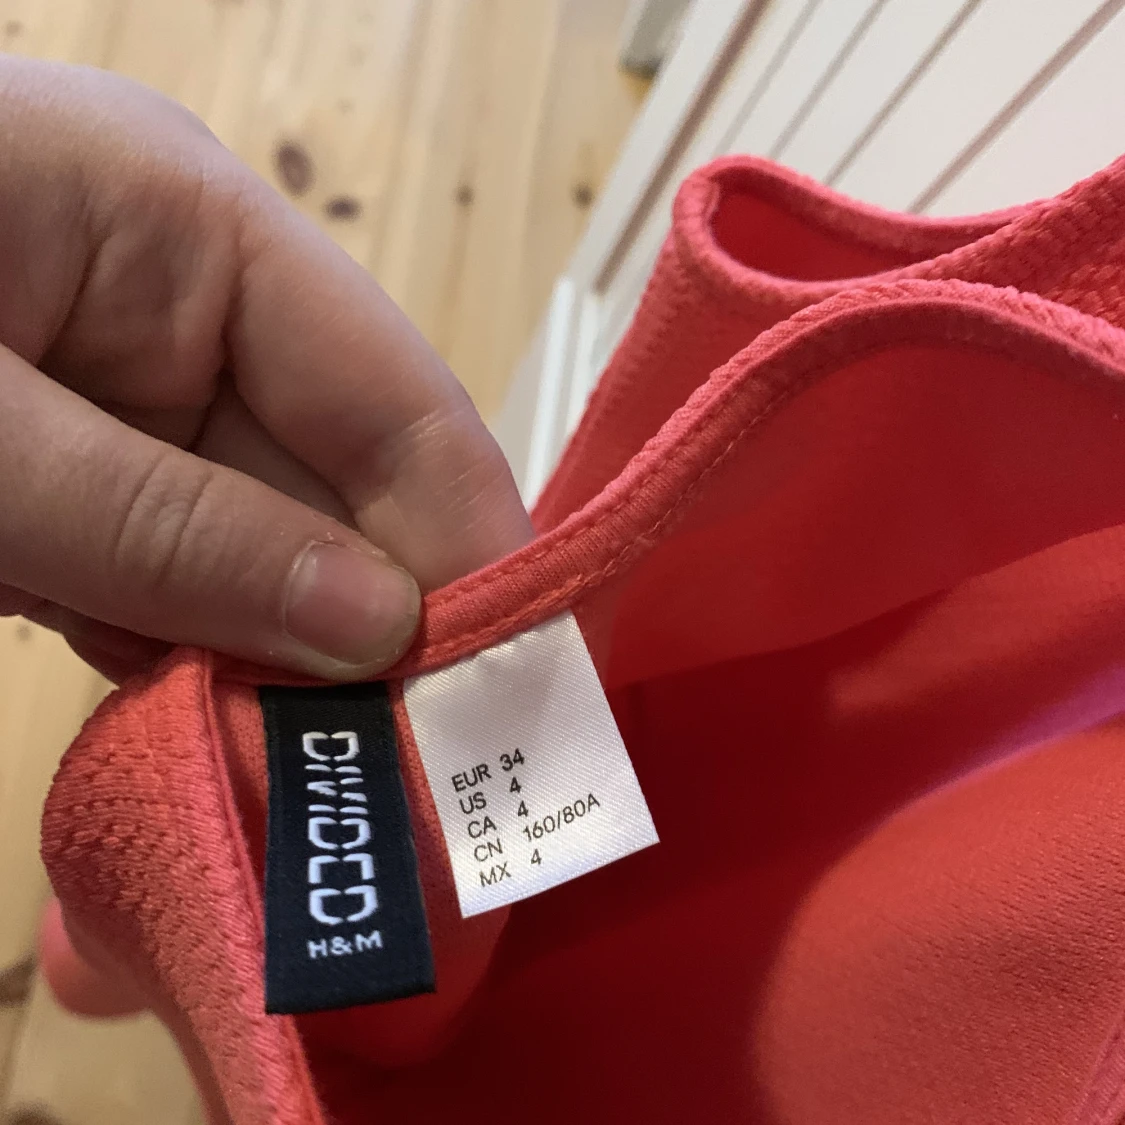 DIVIDED
H&M
EUR 34
US 4
CA 4
CN 160/80A
MX 4